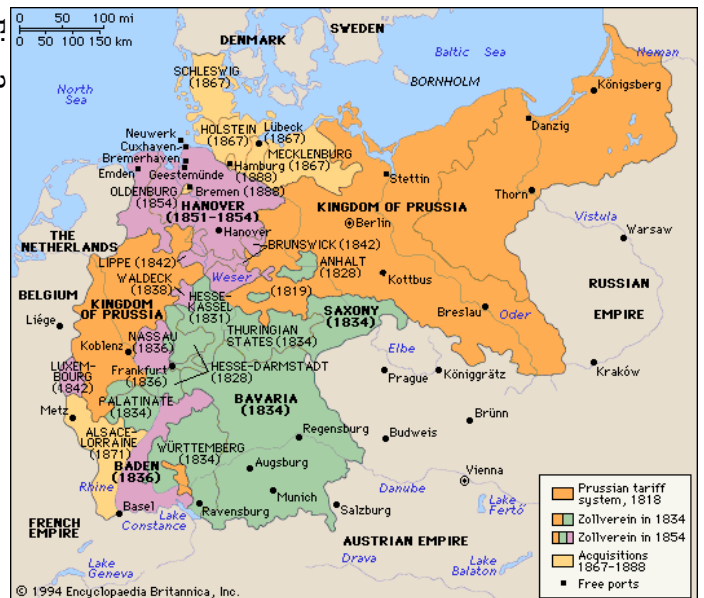 0 50 100 mi
0 50 100 150 km
SWEDEN
DENMARK
Baltic Sea
Neman
BORNHOLM
North
Sea
SCHLESWIG
(1867)
Königsberg
Danzig
HOLSTEIN
(1867)
Lübeck
(1867)
MECKLENBURG
(1867)
Neuwerk
Cuxhaven
Bremerhaven
Emden
Geestemünde
Hamburg
(1888)
Bremen (1888)
OLDENBURG
(1854)
HANOVER
(1851-1854)
Hanover
Stettin
Thorn
KINGDOM OF PRUSSIA
Berlin
Vistula
Warsaw
THE
NETHERLANDS
BRUNSWICK (1842)
LIPPE (1842)
WALDECK
(1838)
Weser
ANHALT
(1828)
Kottbus
RUSSIAN
EMPIRE
BELGIUM
KINGDOM
OF PRUSSIA
HESSE-
KASSEL
(1831)
(1819)
SAXONY
(1834)
Breslau
Oder
Liége
NASSAU
(1836)
THURINGIAN
STATES (1834)
Koblenz
Elbe
Frankfurt
(1836)
HESSE-DARMSTADT
(1828)
LUXEM-
BOURG
(1842)
Prague
Königgrätz
Kraków
PALATINATE
(1834)
BAVARIA
(1834)
Metz
Brünn
ALSACE-
LORRAINE
(1871)
Regensburg
Budweis
WÜRTTEMBERG
(1834)
BADEN
(1836)
Augsburg
Vienna
Rhine
Munich
Danube
Lake
Fertő
Basel
Lake
Constance
Ravensburg
Salzburg
FRENCH
EMPIRE
AUSTRIAN EMPIRE
Drava
Lake
Balaton
Lake
Geneva
Prussian tariff
system, 1818
Zollverein in 1834
Zollverein in 1854
Acquisitions
1867-1888
Free ports
© 1994 Encyclopaedia Britannica, Inc.